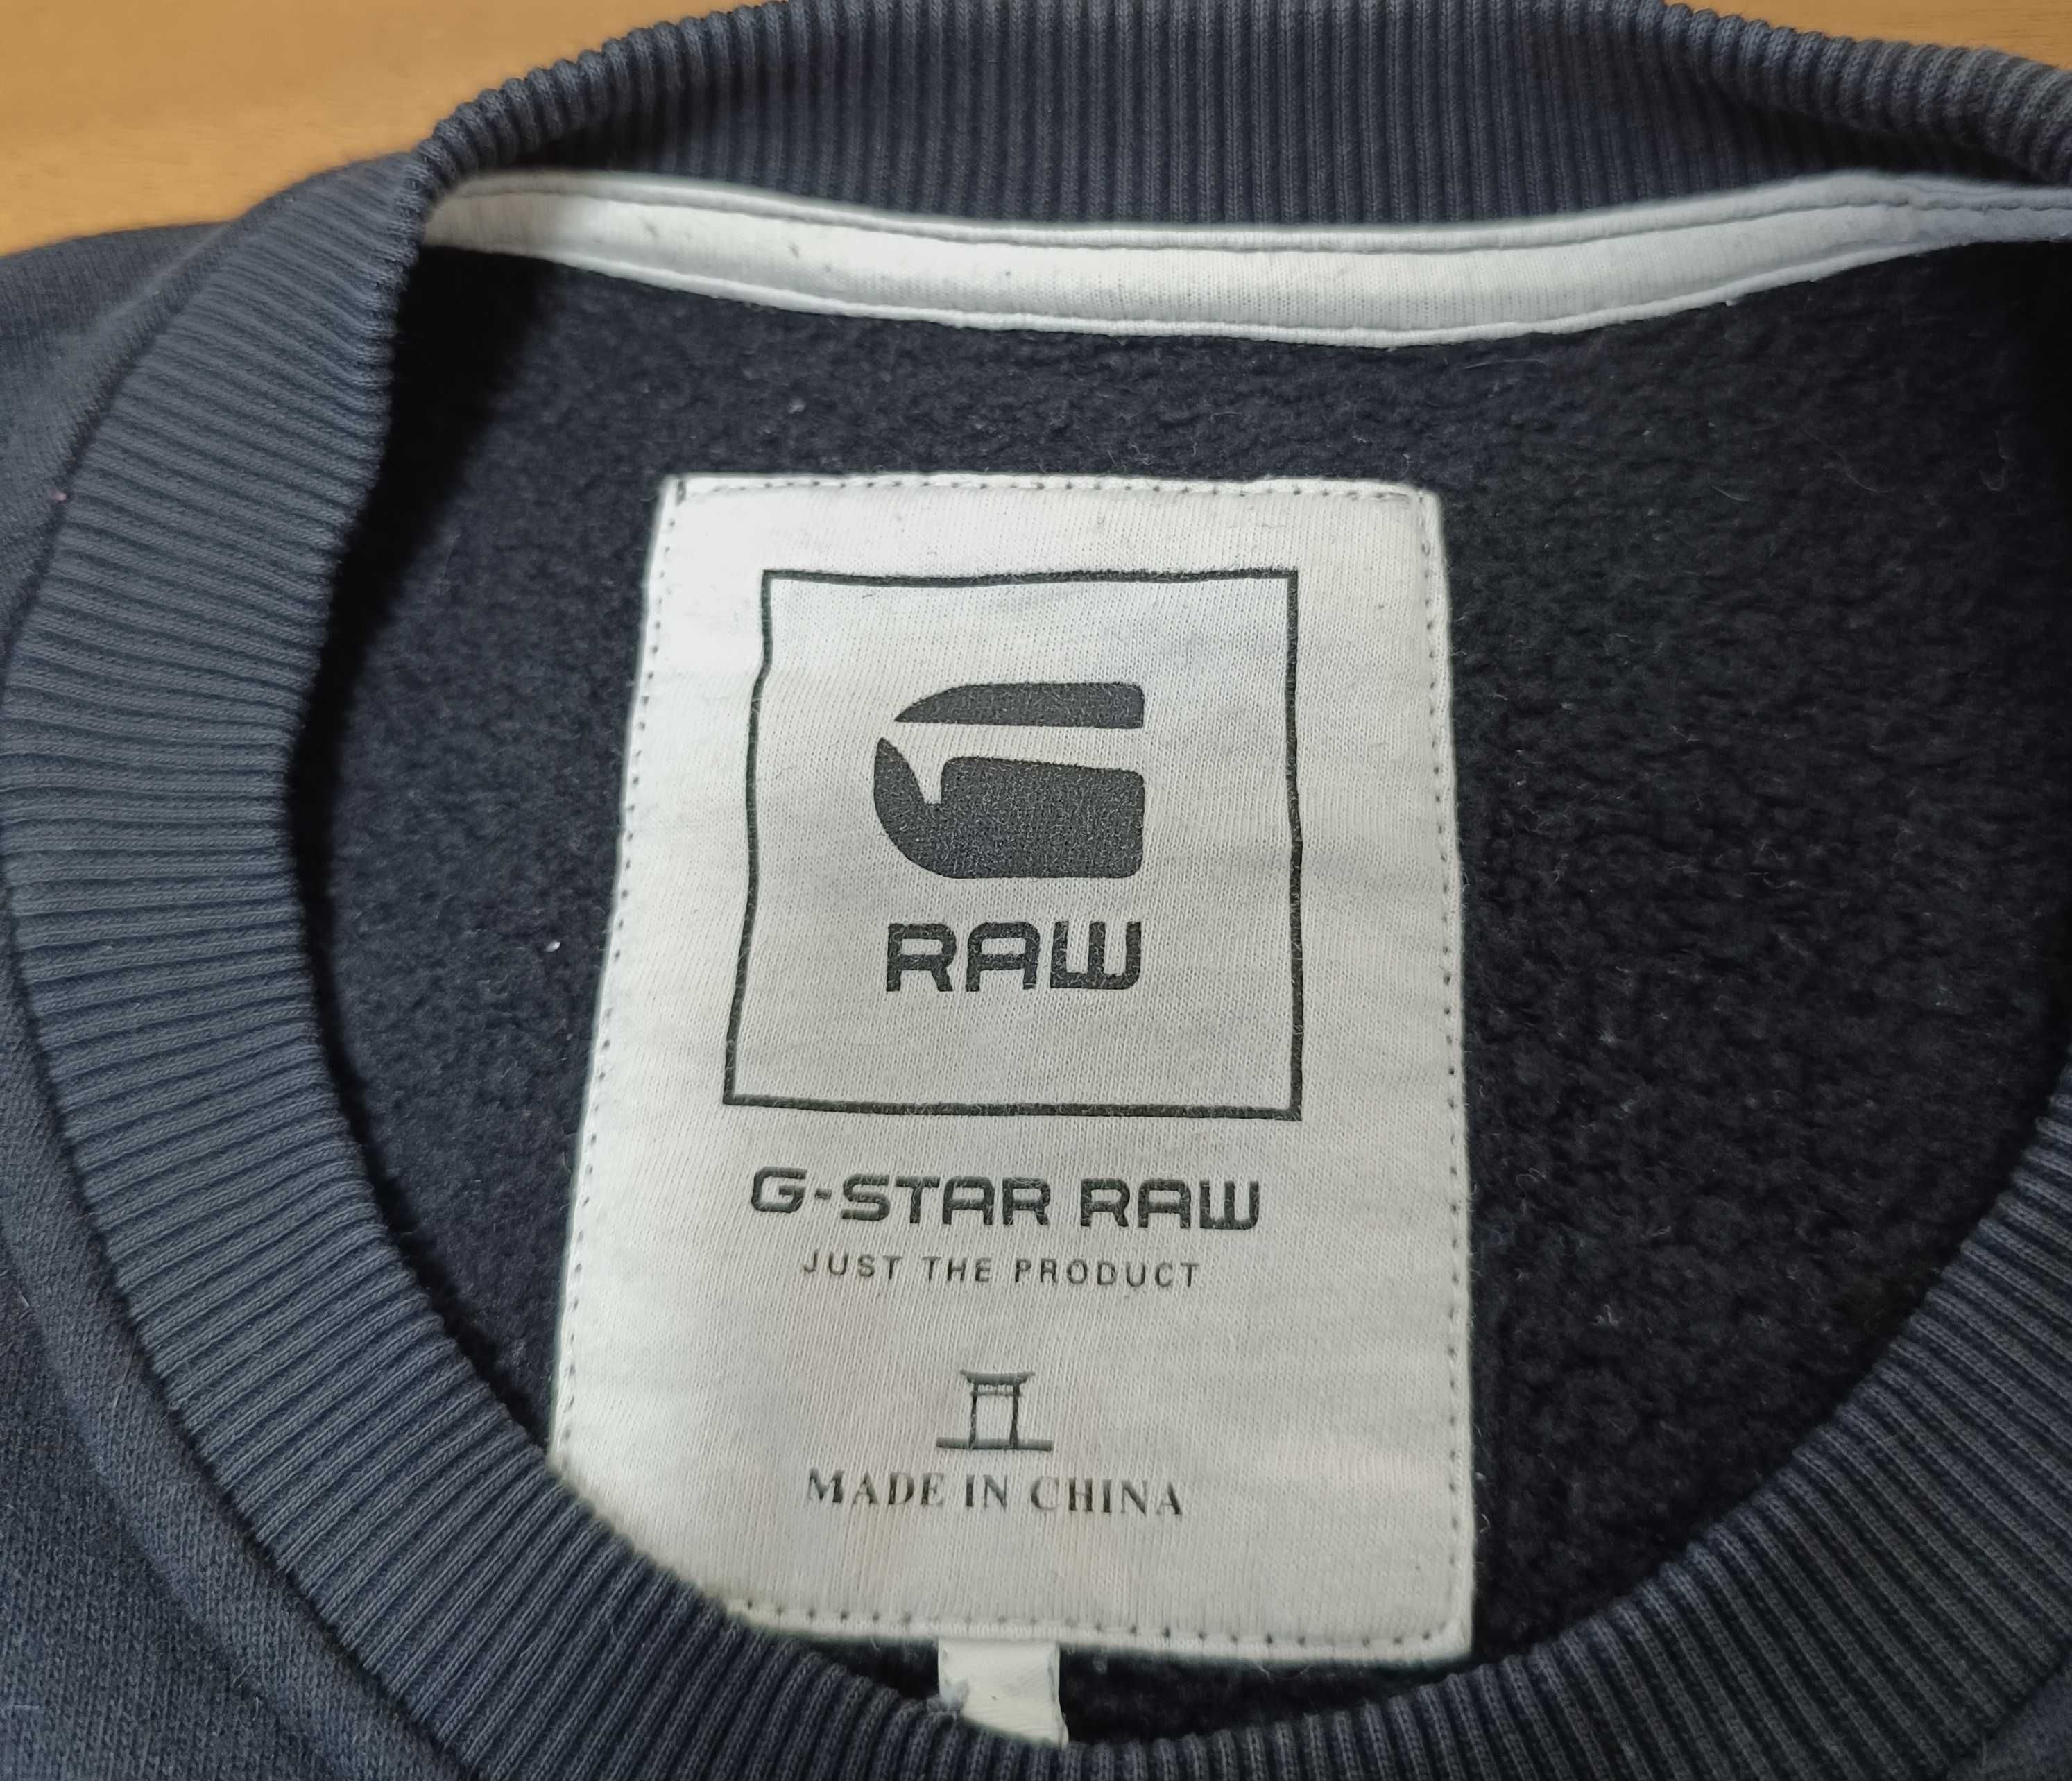 RAW
G-STAR RAW
JUST THE PRODUCT
MADE IN CHINA